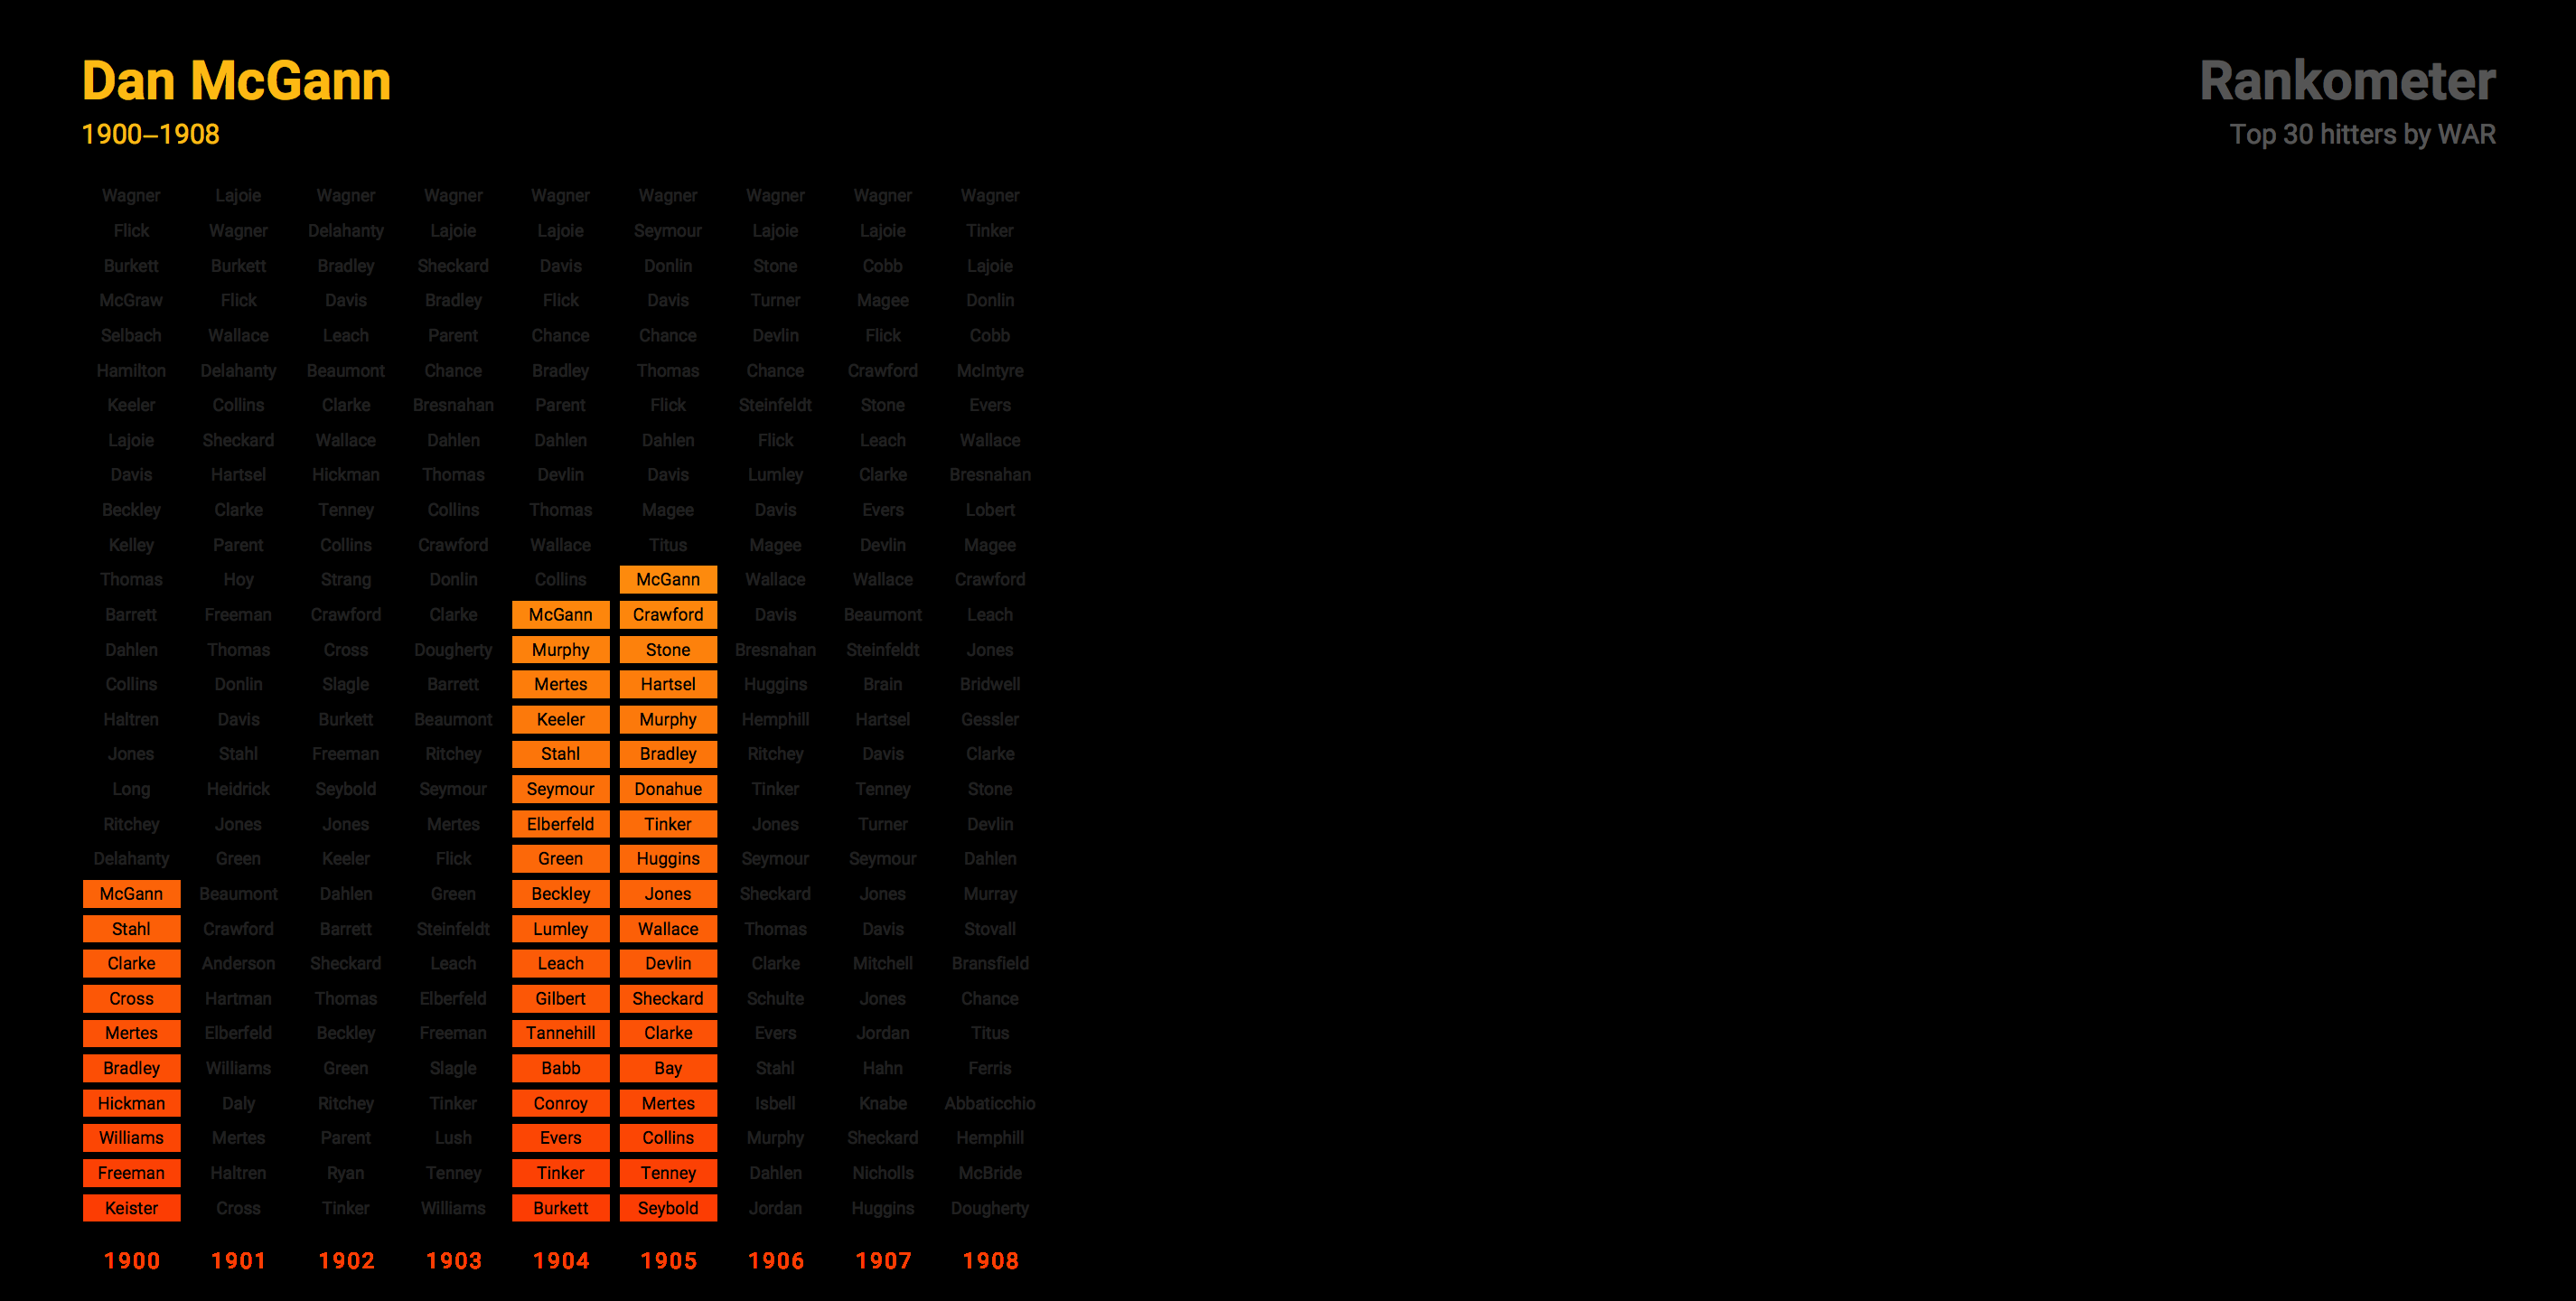 Dan McGann
1900–1908
Rankometer
Top 30 hitters by WAR
Wagner Lajoie Wagner Wagner Wagner Wagner Wagner Wagner Wagner
Flick Wagner Delahanty Lajoie Lajoie Seymour Lajoie Lajoie Tinker
Burkett Burkett Bradley Sheckard Davis Donlin Stone Cobb Lajoie
McGraw Flick Davis Bradley Flick Davis Turner Magee Donlin
Selbach Wallace Leach Parent Chance Chance Devlin Flick Cobb
Hamilton Delahanty Beaumont Chance Bradley Thomas Chance Crawford McIntyre
Keeler Collins Clarke Bresnahan Parent Flick Steinfeldt Stone Evers
Lajoie Sheckard Wallace Dahlen Dahlen Dahlen Flick Leach Wallace
Davis Hartsel Hickman Thomas Devlin Davis Lumley Clarke Bresnahan
Beckley Clarke Tenney Collins Thomas Magee Davis Evers Lobert
Kelley Parent Collins Crawford Wallace Titus Magee Devlin Magee
Thomas Hoy Strang Donlin Collins McGann Wallace Wallace Crawford
Barrett Freeman Crawford Clarke McGann Crawford Davis Beaumont Leach
Dahlen Thomas Cross Dougherty Murphy Stone Bresnahan Steinfeldt Jones
Collins Donlin Slagle Barrett Mertes Hartsel Huggins Brain Bridwell
Haltren Davis Burkett Beaumont Keeler Murphy Hemphill Hartsel Gessler
Jones Stahl Freeman Ritchey Stahl Bradley Ritchey Davis Clarke
Long Heidrick Seybold Seymour Seymour Donahue Tinker Tenney Stone
Ritchey Jones Jones Mertes Elberfeld Tinker Jones Turner Devlin
Delahanty Green Keeler Flick Green Huggins Seymour Seymour Dahlen
McGann Beaumont Dahlen Green Beckley Jones Sheckard Jones Murray
Stahl Crawford Barrett Steinfeldt Lumley Wallace Thomas Davis Stovall
Clarke Anderson Sheckard Leach Leach Devlin Clarke Mitchell Bransfield
Cross Hartman Thomas Elberfeld Gilbert Sheckard Schulte Jones Chance
Mertes Elberfeld Beckley Freeman Tannehill Clarke Evers Jordan Titus
Bradley Williams Green Slagle Babb Bay Stahl Hahn Ferris
Hickman Daly Ritchey Tinker Conroy Mertes Isbell Knabe Abbaticchio
Williams Mertes Parent Lush Evers Collins Murphy Sheckard Hemphill
Freeman Haltren Ryan Tenney Tinker Tenney Dahlen Nicholls McBride
Keister Cross Tinker Williams Burkett Seybold Jordan Huggins Dougherty
1900 1901 1902 1903 1904 1905 1906 1907 1908